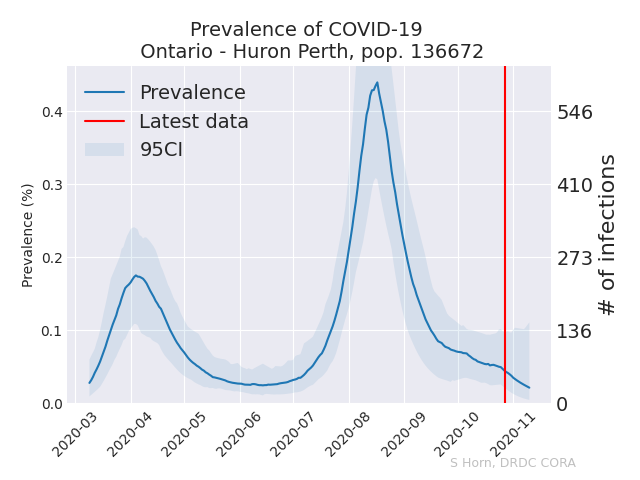 Prevalence of COVID-19
Ontario - Huron Perth, pop. 136672
Prevalence
Latest data
95CI
Prevalence (%)
0.4
0.3
0.2
0.1
0.0
546
410
273
136
0
# of infections
2020-03
2020-04
2020-05
2020-06
2020-07
2020-08
2020-09
2020-10
2020-11
S Horn, DRDC CORA